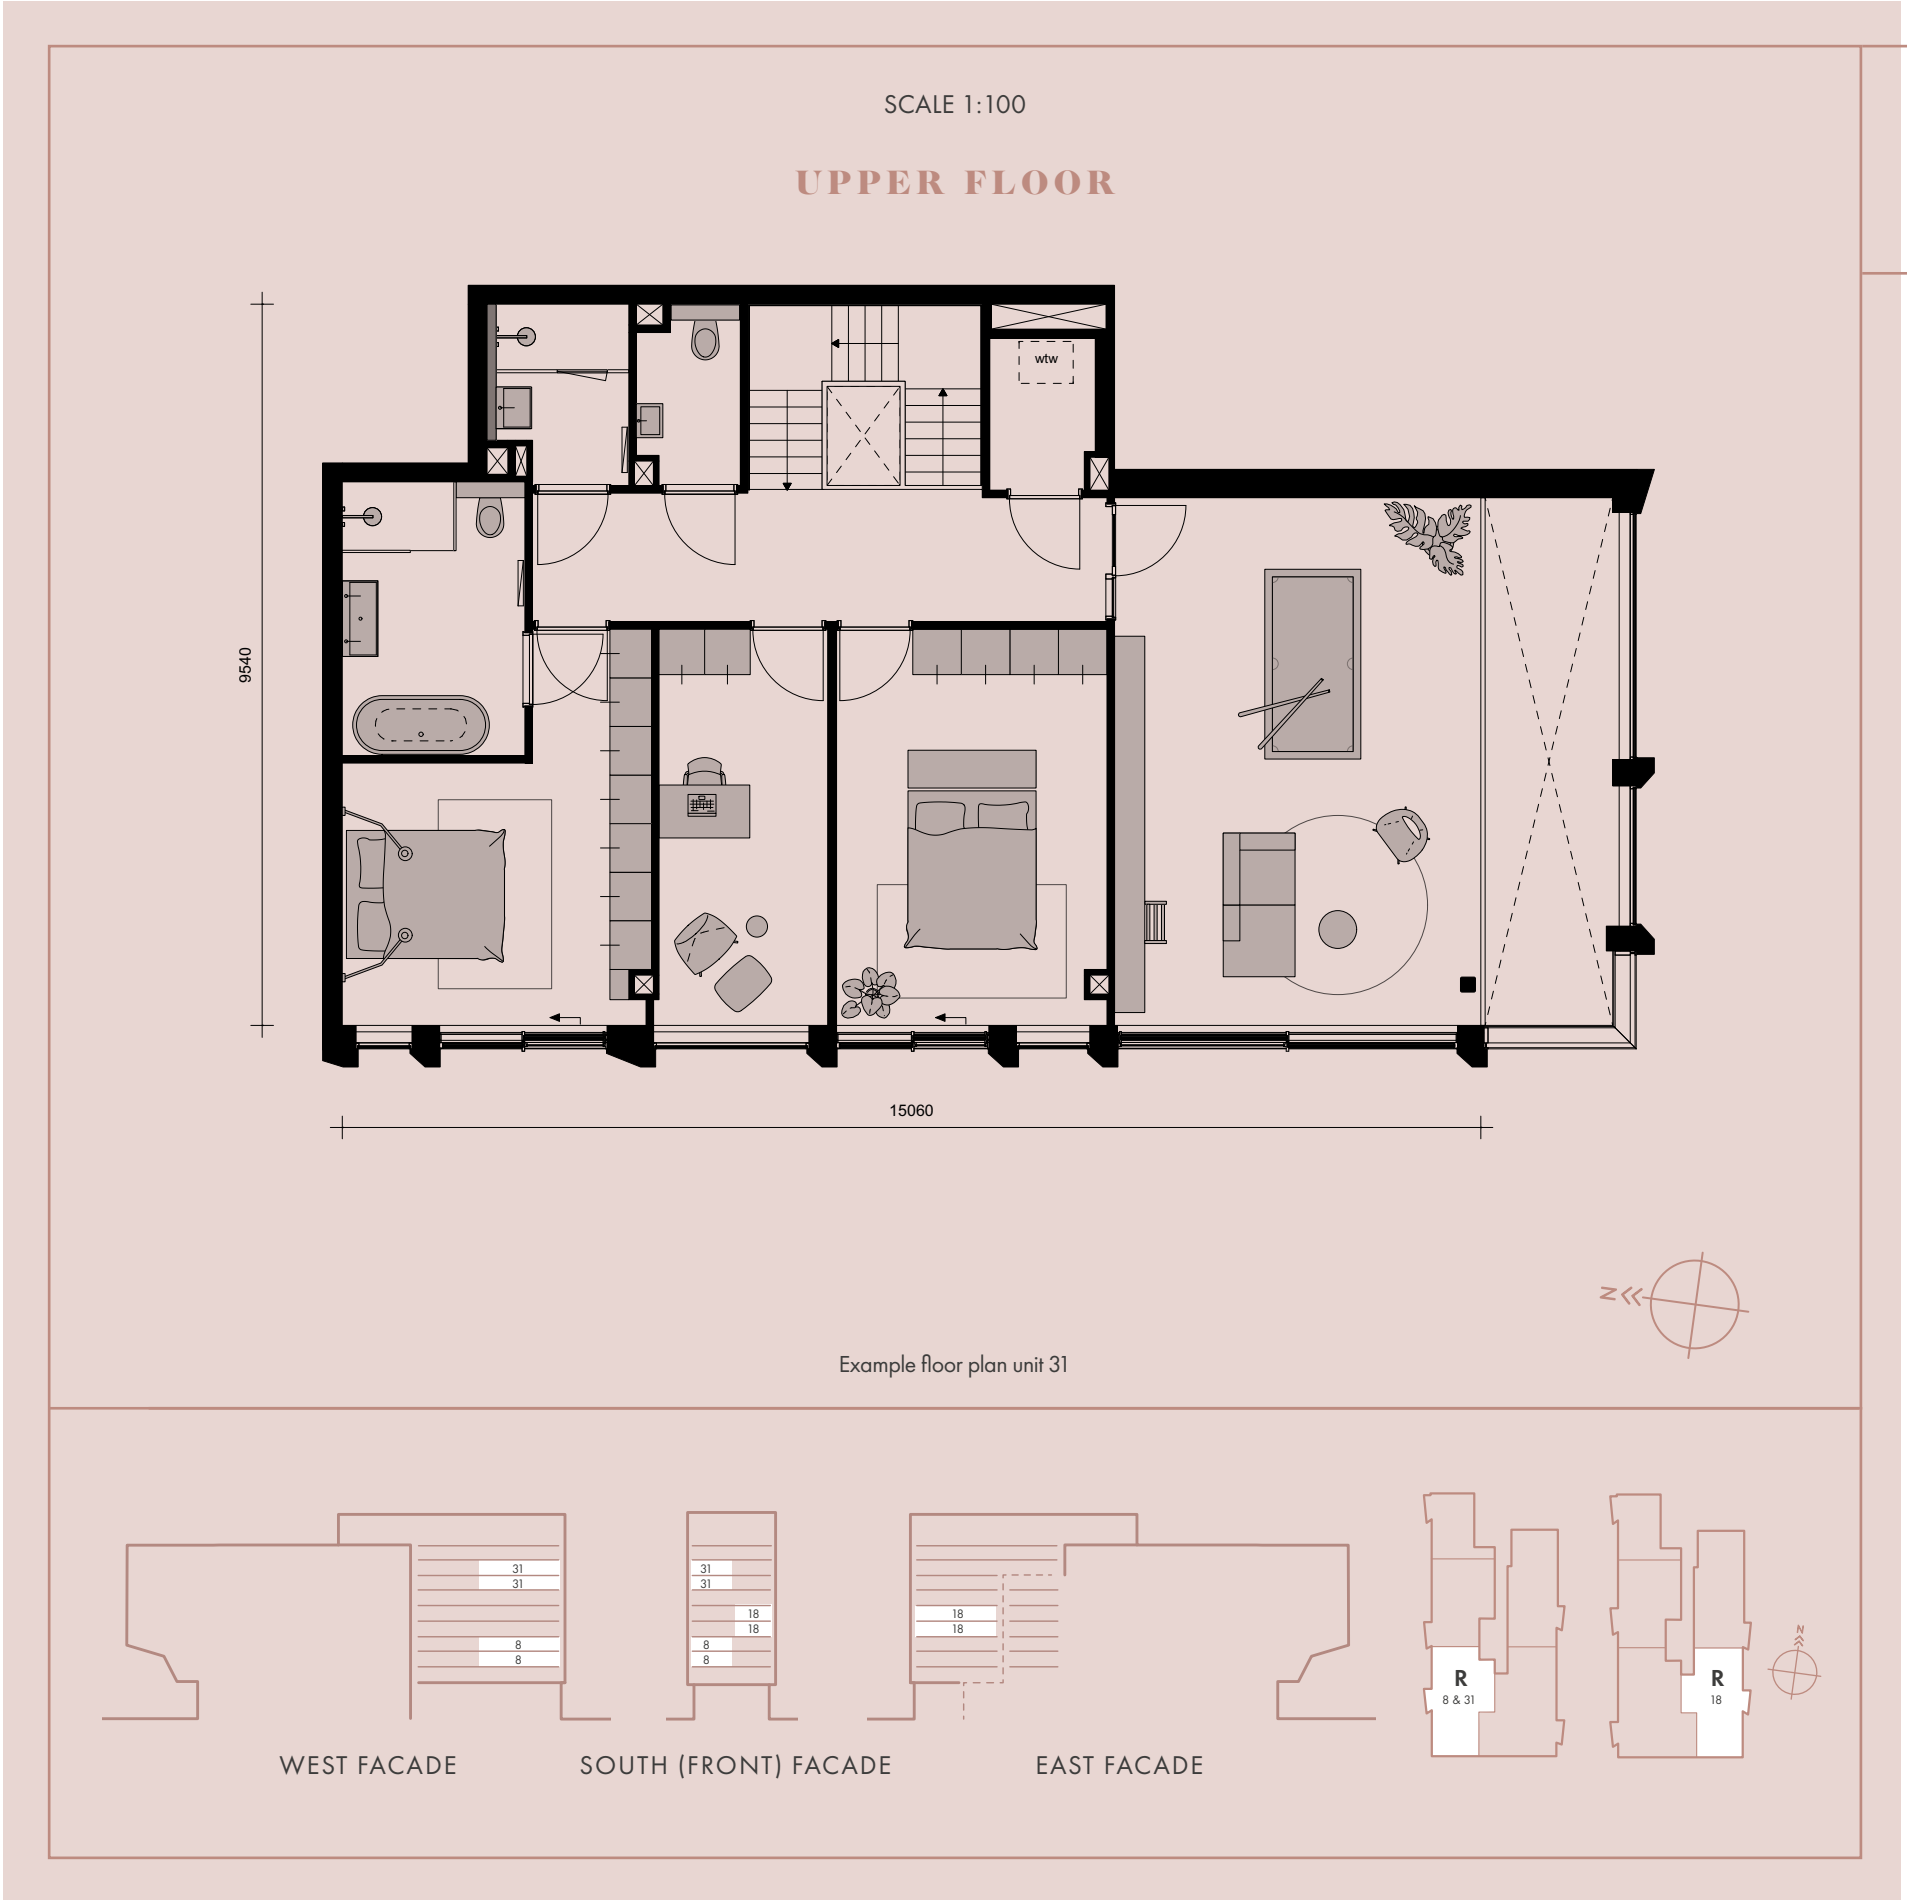 SCALE 1:100
UPPER FLOOR
wtw
9540
15060
N
Example floor plan unit 31
31
31
8
8
31
31
18
18
8
8
18
18
R
8 & 31
R
18
N
WEST FACADE
SOUTH (FRONT) FACADE
EAST FACADE